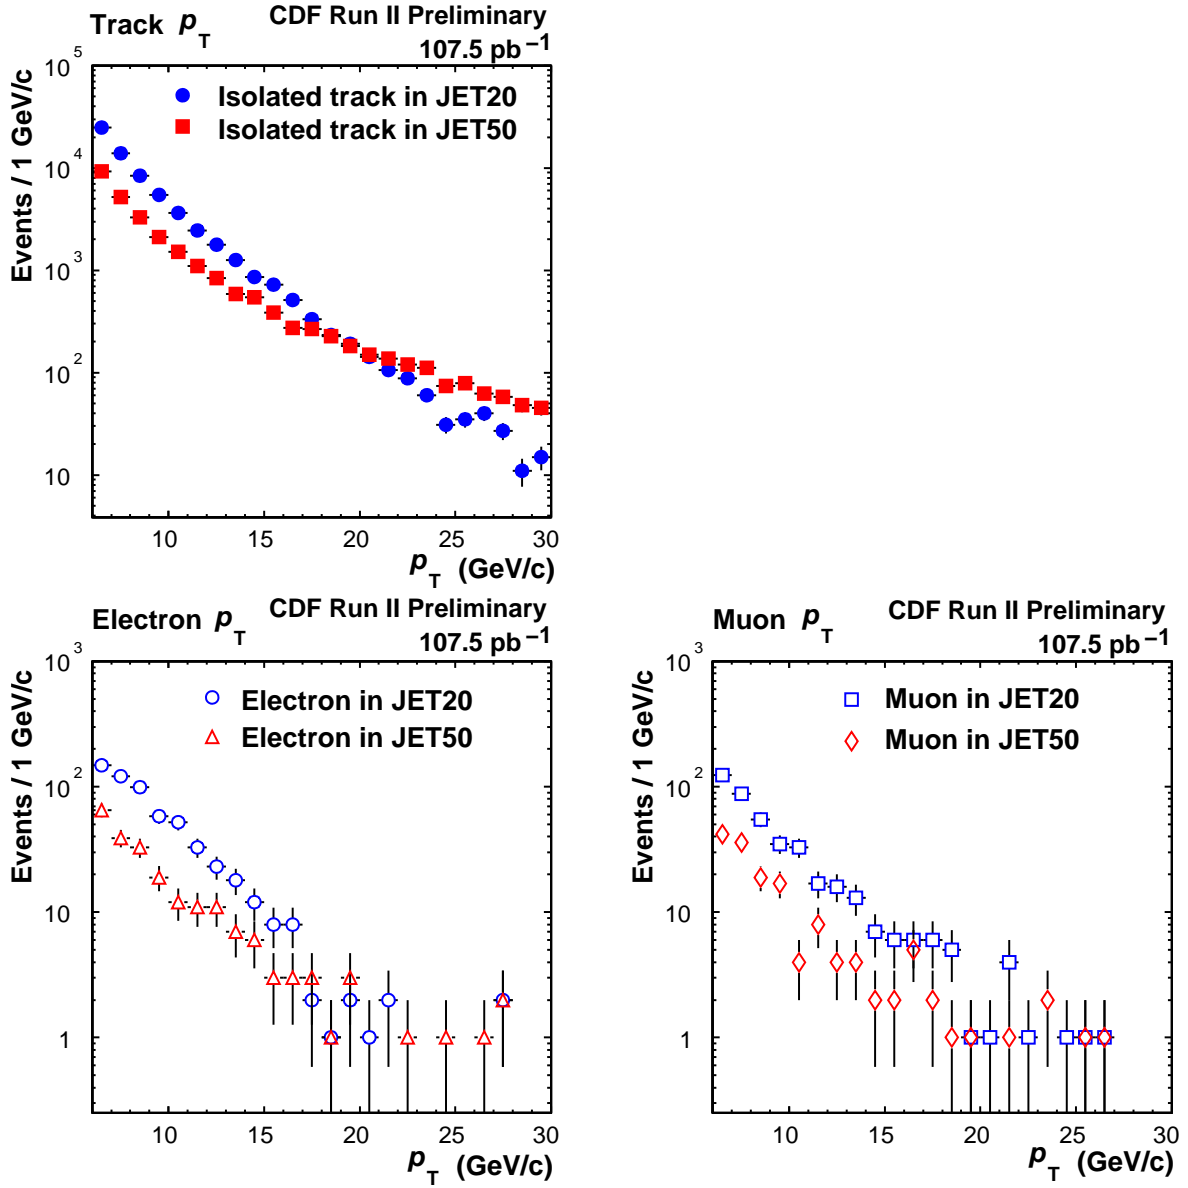 Track p_T
CDF Run II Preliminary
107.5 pb^−1
Events / 1 GeV/c
10^5
10^4
10^3
10^2
10
Isolated track in JET20
Isolated track in JET50
10 15 20 25 30
p_T (GeV/c)
Electron p_T
CDF Run II Preliminary
107.5 pb^−1
Events / 1 GeV/c
10^3
10^2
10
1
Electron in JET20
Electron in JET50
10 15 20 25 30
p_T (GeV/c)
Muon p_T
CDF Run II Preliminary
107.5 pb^−1
Events / 1 GeV/c
10^3
10^2
10
1
Muon in JET20
Muon in JET50
10 15 20 25 30
p_T (GeV/c)